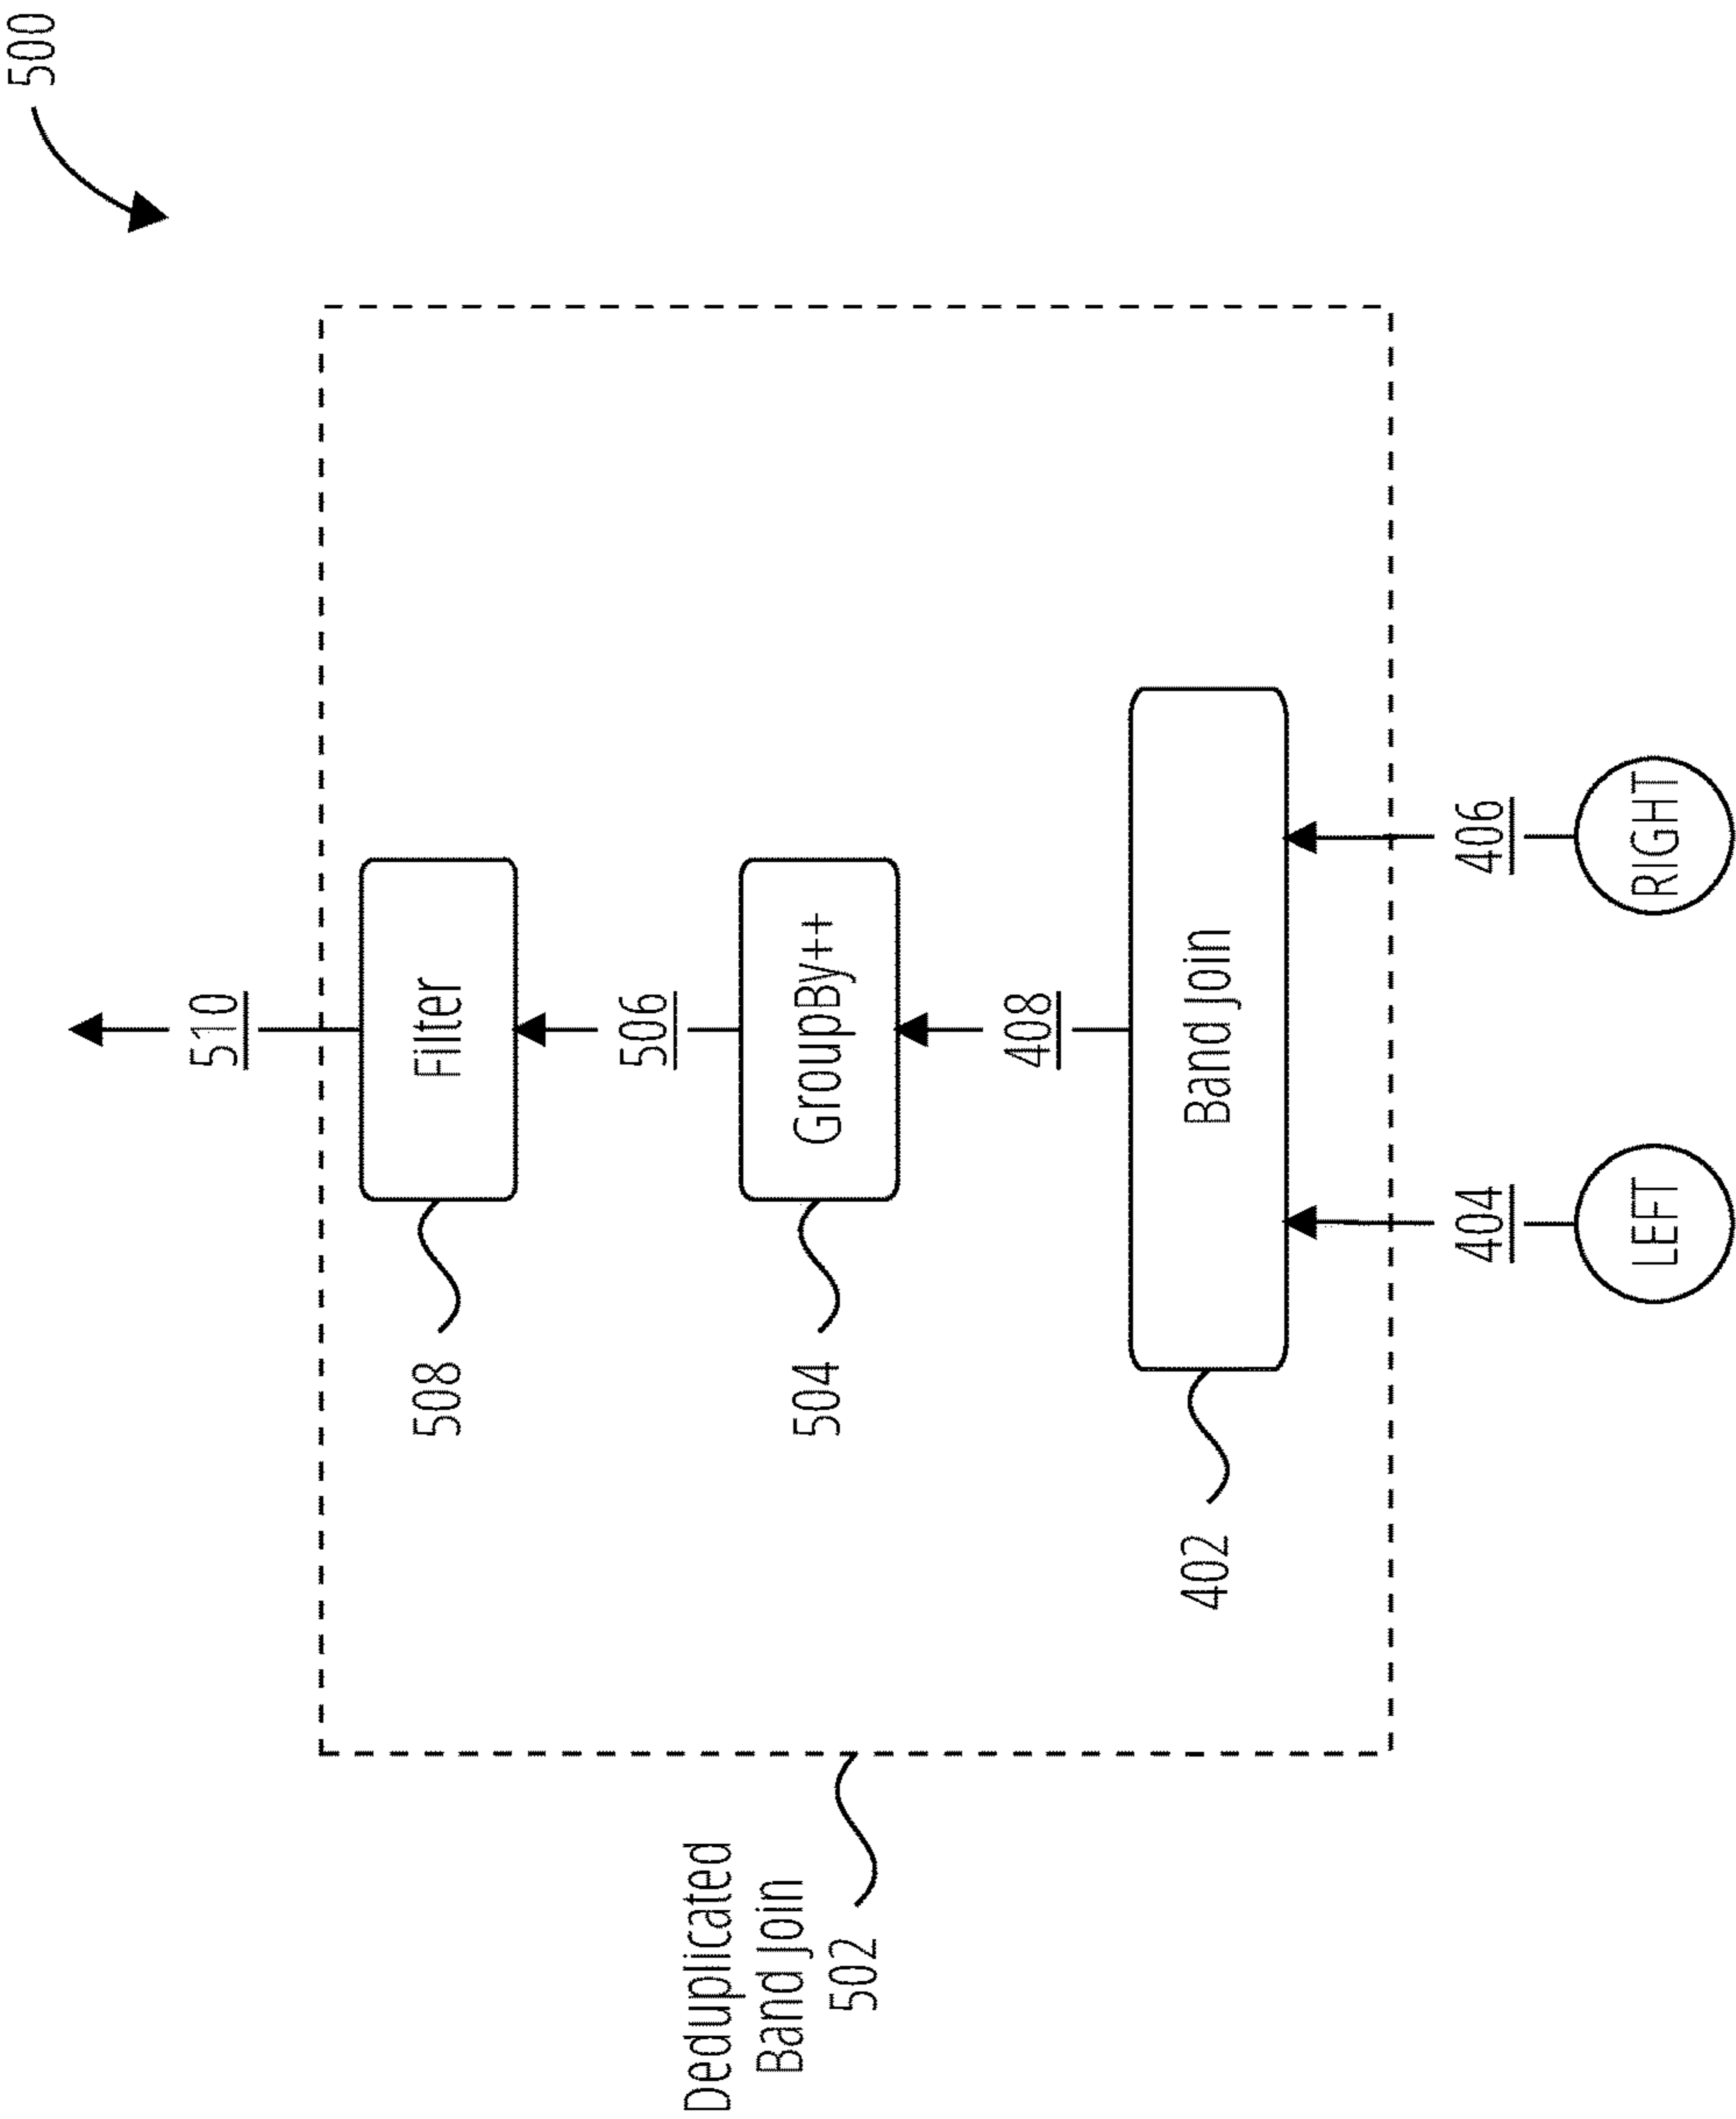 500
510
508
Filter
506
Deduplicated
Band Join
502
504
GroupBy++
408
402
Band Join
404
406
LEFT
RIGHT